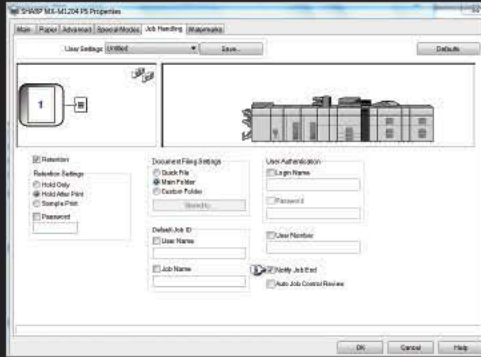 SHARP MX-M1204 PS Properties
Main Paper Advanced Special Modes Job Handling Watermarks
User Settings: Untitled Save... Defaults
1
Retention
Retention Settings
Hold Only
Hold After Print
Sample Print
Password
Document Filing Settings
Quick File
Main Folder
Custom Folder
Stored to...
Default Job ID
User Name
Job Name
User Authentication
Login Name
Password
User Number
Notify Job End
Auto Job Control Review
OK Cancel Help